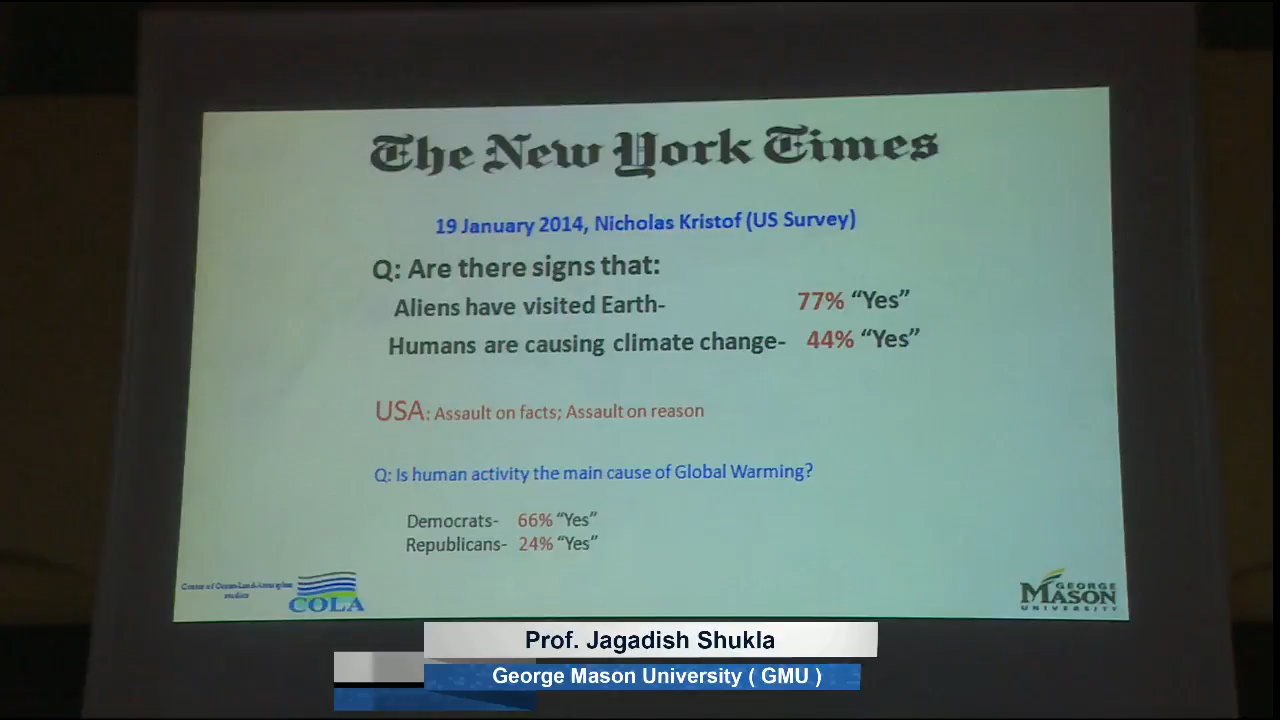 The New York Times
19 January 2014, Nicholas Kristof (US Survey)
Q: Are there signs that:
Aliens have visited Earth- 77% “Yes”
Humans are causing climate change- 44% “Yes”
USA: Assault on facts; Assault on reason
Q: Is human activity the main cause of Global Warming?
Democrats- 66% “Yes”
Republicans- 24% “Yes”
studies
COLA
GEORGE
MASON
UNIVERSITY
Prof. Jagadish Shukla
George Mason University ( GMU )